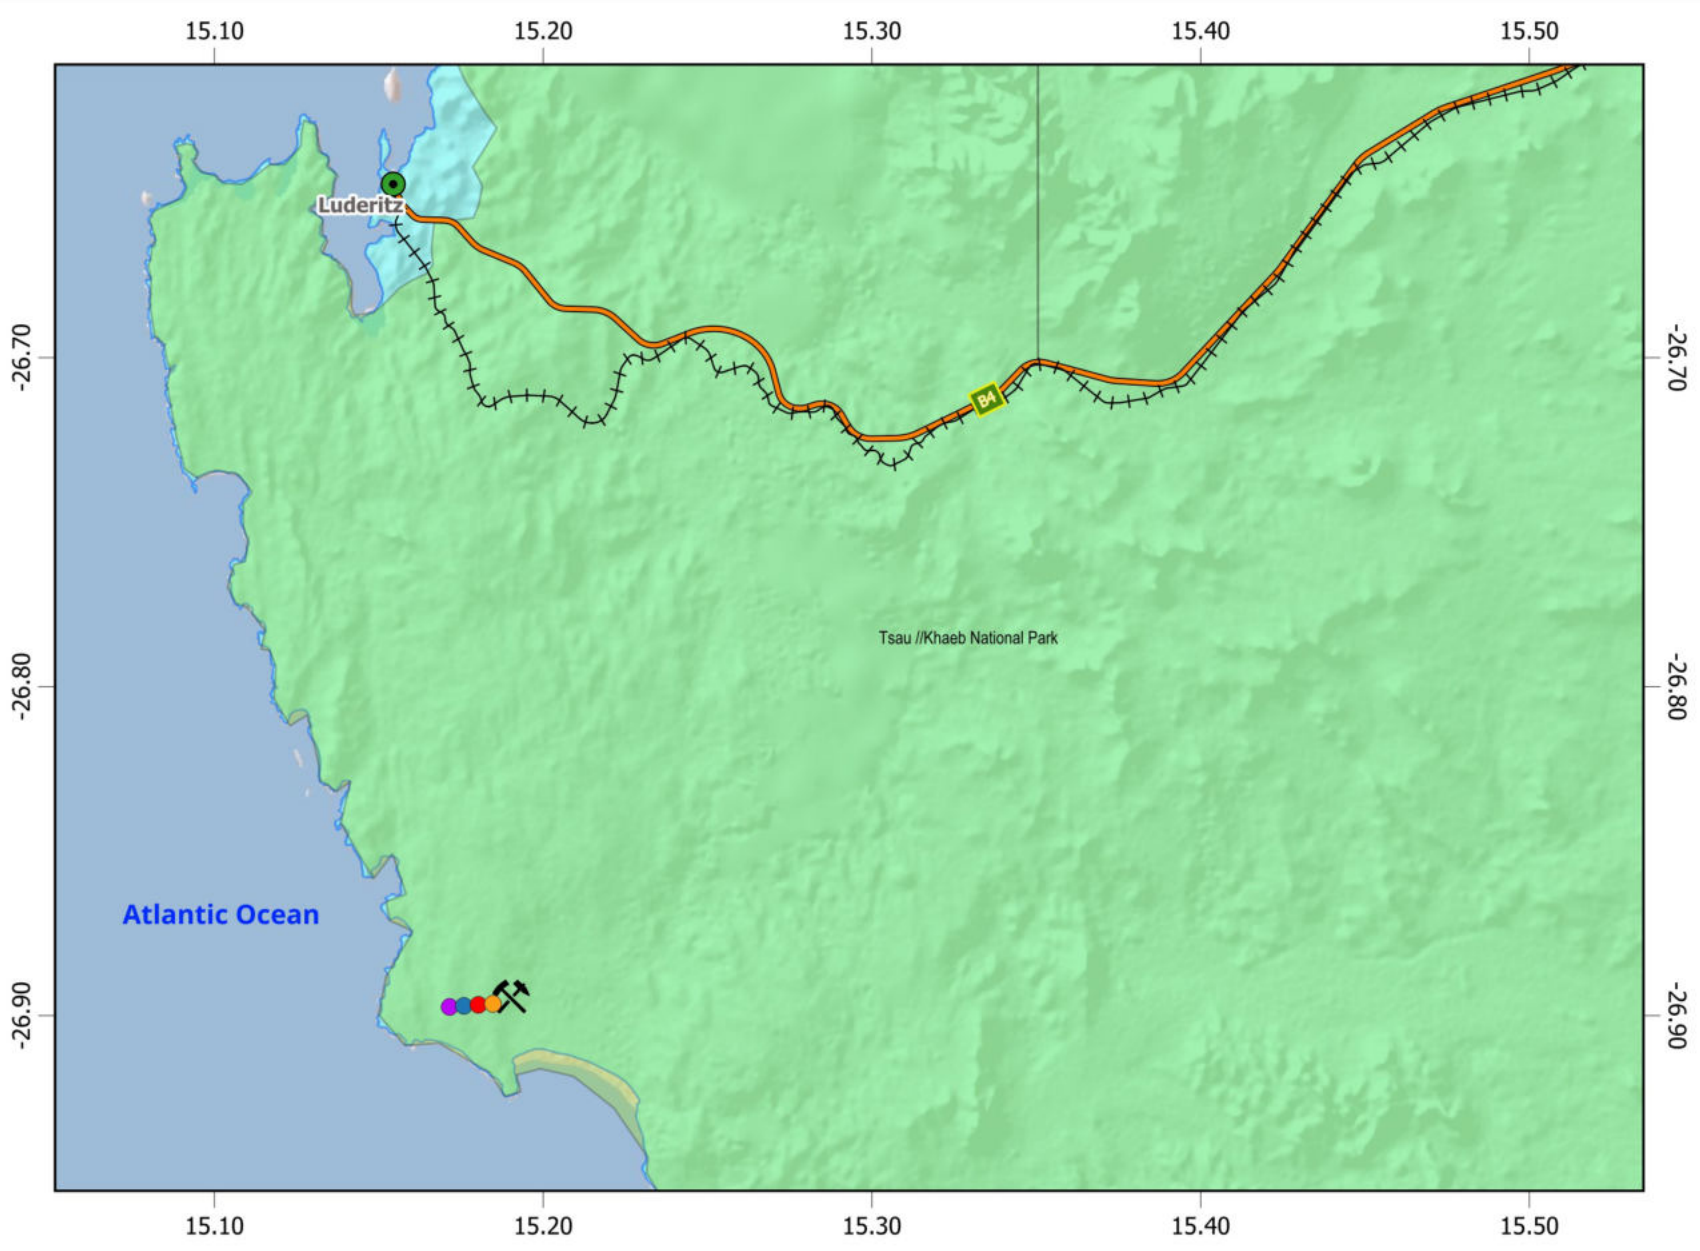 15.10 15.20 15.30 15.40 15.50
Luderitz
-26.70 -26.70
B4
Tsau //Khaeb National Park
-26.80 -26.80
Atlantic Ocean
-26.90 -26.90
15.10 15.20 15.30 15.40 15.50